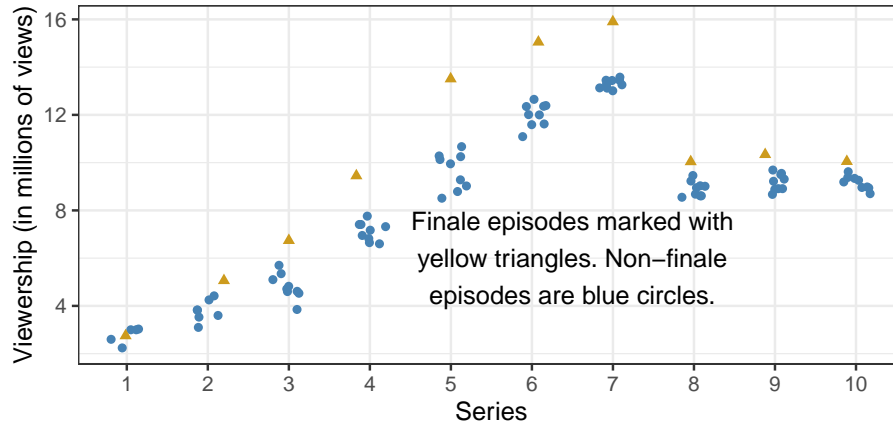 16
12
8
4
Viewership (in millions of views)
Finale episodes marked with
yellow triangles. Non−finale
episodes are blue circles.
1 2 3 4 5 6 7 8 9 10
Series